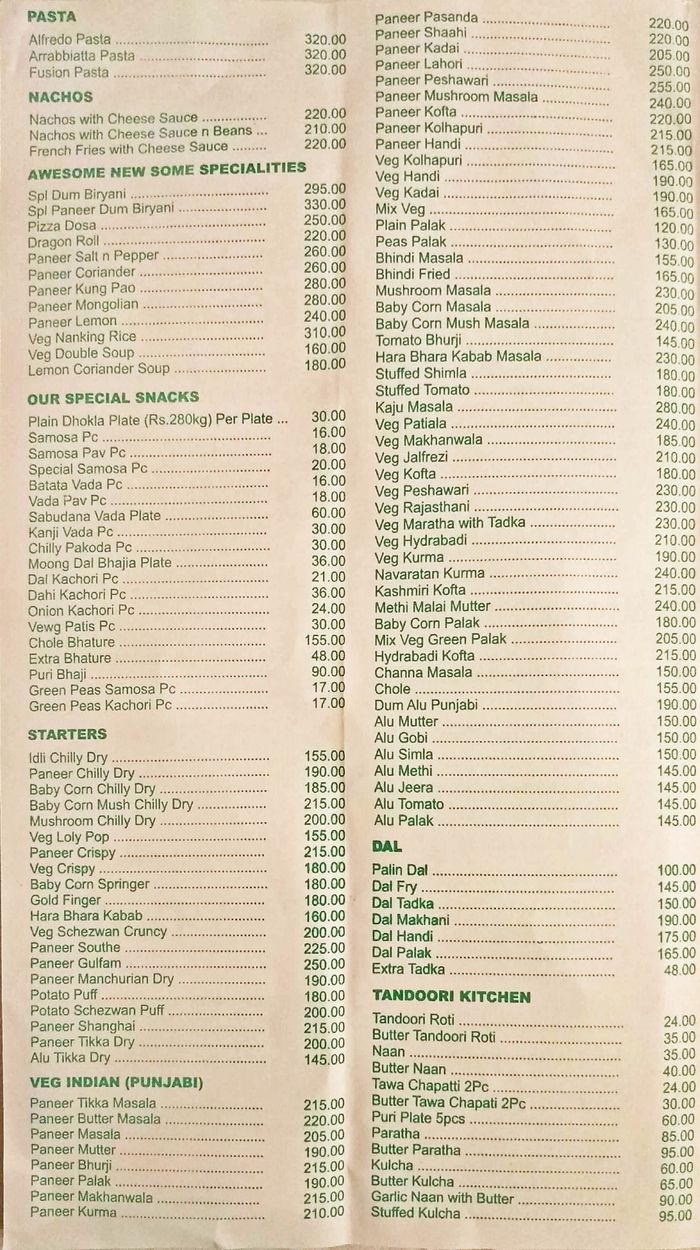 PASTA
Alfredo Pasta ........ 320.00
Arrabbiatta Pasta ........ 320.00
Fusion Pasta ........ 320.00
NACHOS
Nachos with Cheese Sauce ........ 220.00
Nachos with Cheese Sauce n Beans ... 210.00
French Fries with Cheese Sauce ........ 220.00
AWESOME NEW SOME SPECIALITIES
Spl Dum Biryani ........ 295.00
Spl Paneer Dum Biryani ........ 330.00
Pizza Dosa ........ 250.00
Dragon Roll ........ 220.00
Paneer Salt n Pepper ........ 260.00
Paneer Coriander ........ 260.00
Paneer Kung Pao ........ 280.00
Paneer Mongolian ........ 280.00
Paneer Lemon ........ 240.00
Veg Nanking Rice ........ 310.00
Veg Double Soup ........ 160.00
Lemon Coriander Soup ........ 180.00
OUR SPECIAL SNACKS
Plain Dhokla Plate (Rs.280kg) Per Plate ... 30.00
Samosa Pc ........ 16.00
Samosa Pav Pc ........ 18.00
Special Samosa Pc ........ 20.00
Batata Vada Pc ........ 16.00
Vada Pav Pc ........ 18.00
Sabudana Vada Plate ........ 60.00
Kanji Vada Pc ........ 30.00
Chilly Pakoda Pc ........ 30.00
Moong Dal Bhajia Plate ........ 36.00
Dal Kachori Pc ........ 21.00
Dahi Kachori Pc ........ 36.00
Onion Kachori Pc ........ 24.00
Vewg Patis Pc ........ 30.00
Chole Bhature ........ 155.00
Extra Bhature ........ 48.00
Puri Bhaji ........ 90.00
Green Peas Samosa Pc ........ 17.00
Green Peas Kachori Pc ........ 17.00
STARTERS
Idli Chilly Dry ........ 155.00
Paneer Chilly Dry ........ 190.00
Baby Corn Chilly Dry ........ 185.00
Baby Corn Mush Chilly Dry ........ 215.00
Mushroom Chilly Dry ........ 200.00
Veg Loly Pop ........ 155.00
Paneer Crispy ........ 215.00
Veg Crispy ........ 180.00
Baby Corn Springer ........ 180.00
Gold Finger ........ 180.00
Hara Bhara Kabab ........ 160.00
Veg Schezwan Cruncy ........ 200.00
Paneer Southe ........ 225.00
Paneer Gulfam ........ 250.00
Paneer Manchurian Dry ........ 190.00
Potato Puff ........ 180.00
Potato Schezwan Puff ........ 200.00
Paneer Shanghai ........ 215.00
Paneer Tikka Dry ........ 200.00
Alu Tikka Dry ........ 145.00
VEG INDIAN (PUNJABI)
Paneer Tikka Masala ........ 215.00
Paneer Butter Masala ........ 220.00
Paneer Masala ........ 205.00
Paneer Mutter ........ 190.00
Paneer Bhurji ........ 215.00
Paneer Palak ........ 190.00
Paneer Makhanwala ........ 215.00
Paneer Kurma ........ 210.00
Paneer Pasanda ........ 220.00
Paneer Shaahi ........ 220.00
Paneer Kadai ........ 205.00
Paneer Lahori ........ 250.00
Paneer Peshawari ........ 255.00
Paneer Mushroom Masala ........ 240.00
Paneer Kofta ........ 220.00
Paneer Kolhapuri ........ 215.00
Paneer Handi ........ 215.00
Veg Kolhapuri ........ 165.00
Veg Handi ........ 190.00
Veg Kadai ........ 190.00
Mix Veg ........ 165.00
Plain Palak ........ 120.00
Peas Palak ........ 130.00
Bhindi Masala ........ 155.00
Bhindi Fried ........ 165.00
Mushroom Masala ........ 230.00
Baby Corn Masala ........ 205.00
Baby Corn Mush Masala ........ 240.00
Tomato Bhurji ........ 145.00
Hara Bhara Kabab Masala ........ 230.00
Stuffed Shimla ........ 180.00
Stuffed Tomato ........ 180.00
Kaju Masala ........ 280.00
Veg Patiala ........ 240.00
Veg Makhanwala ........ 185.00
Veg Jalfrezi ........ 210.00
Veg Kofta ........ 180.00
Veg Peshawari ........ 230.00
Veg Rajasthani ........ 230.00
Veg Maratha with Tadka ........ 230.00
Veg Hydrabadi ........ 210.00
Veg Kurma ........ 190.00
Navaratan Kurma ........ 240.00
Kashmiri Kofta ........ 215.00
Methi Malai Mutter ........ 240.00
Baby Corn Palak ........ 180.00
Mix Veg Green Palak ........ 205.00
Hydrabadi Kofta ........ 215.00
Channa Masala ........ 150.00
Chole ........ 155.00
Dum Alu Punjabi ........ 190.00
Alu Mutter ........ 150.00
Alu Gobi ........ 150.00
Alu Simla ........ 150.00
Alu Methi ........ 145.00
Alu Jeera ........ 145.00
Alu Tomato ........ 145.00
Alu Palak ........ 145.00
DAL
Palin Dal ........ 100.00
Dal Fry ........ 145.00
Dal Tadka ........ 150.00
Dal Makhani ........ 190.00
Dal Handi ........ 175.00
Dal Palak ........ 165.00
Extra Tadka ........ 48.00
TANDOORI KITCHEN
Tandoori Roti ........ 24.00
Butter Tandoori Roti ........ 35.00
Naan ........ 35.00
Butter Naan ........ 40.00
Tawa Chapatti 2Pc ........ 24.00
Butter Tawa Chapati 2Pc ........ 30.00
Puri Plate 5pcs ........ 60.00
Paratha ........ 85.00
Butter Paratha ........ 95.00
Kulcha ........ 60.00
Butter Kulcha ........ 65.00
Garlic Naan with Butter ........ 90.00
Stuffed Kulcha ........ 95.00